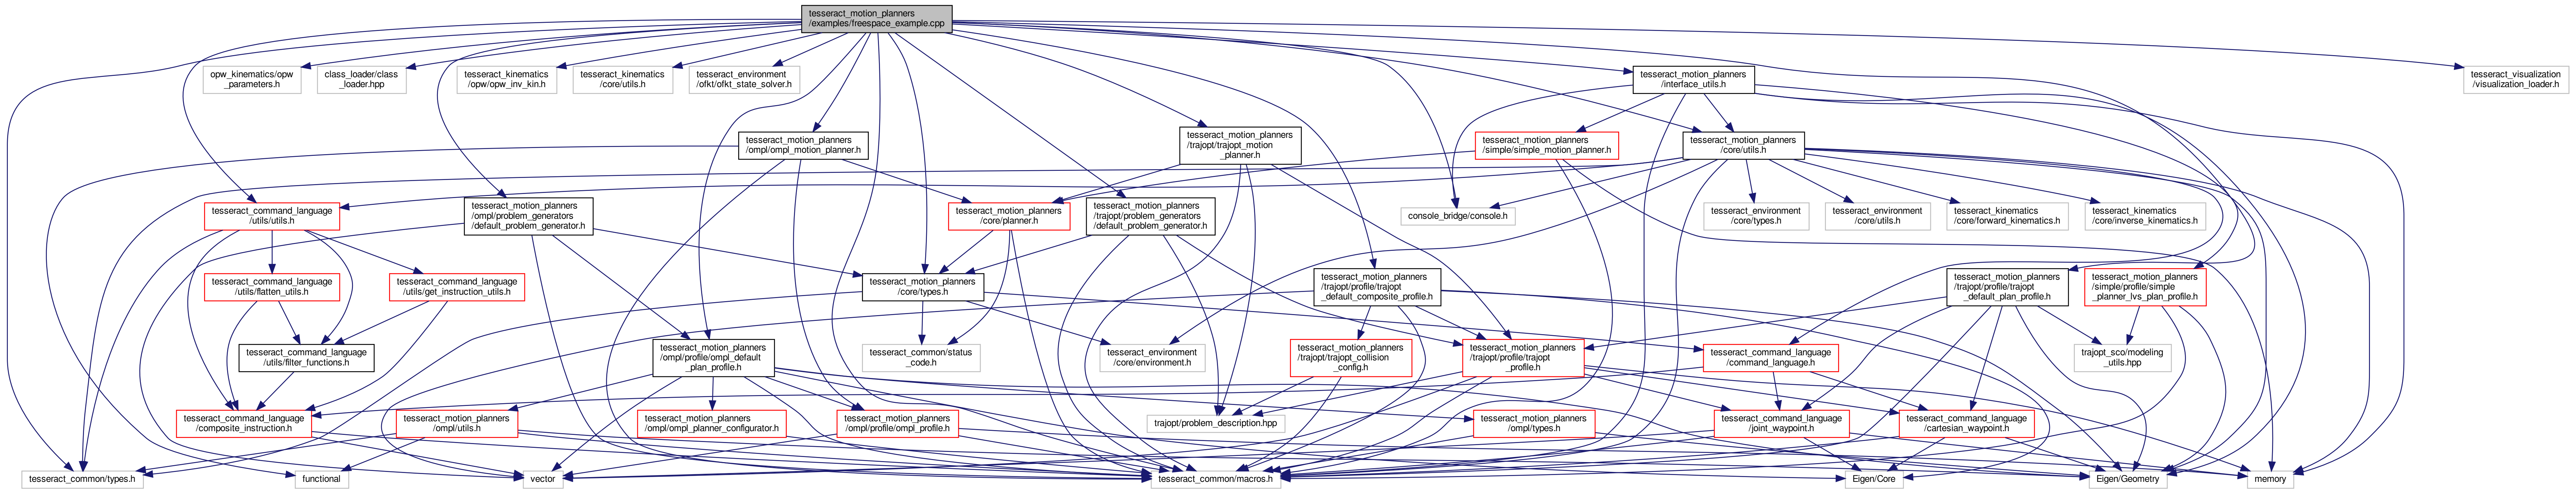 tesseract_motion_planners
/examples/freespace_example.cpp
opw_kinematics/opw
_parameters.h
class_loader/class
_loader.hpp
tesseract_kinematics
/opw/opw_inv_kin.h
tesseract_kinematics
/core/utils.h
tesseract_environment
/ofkt/ofkt_state_solver.h
tesseract_motion_planners
/interface_utils.h
tesseract_visualization
/visualization_loader.h
tesseract_motion_planners
/ompl/ompl_motion_planner.h
tesseract_motion_planners
/trajopt/trajopt_motion
_planner.h
tesseract_motion_planners
/simple/simple_motion_planner.h
tesseract_motion_planners
/core/utils.h
tesseract_command_language
/utils/utils.h
tesseract_motion_planners
/ompl/problem_generators
/default_problem_generator.h
tesseract_motion_planners
/core/planner.h
tesseract_motion_planners
/trajopt/problem_generators
/default_problem_generator.h
console_bridge/console.h
tesseract_environment
/core/types.h
tesseract_environment
/core/utils.h
tesseract_kinematics
/core/forward_kinematics.h
tesseract_kinematics
/core/inverse_kinematics.h
tesseract_command_language
/utils/flatten_utils.h
tesseract_command_language
/utils/get_instruction_utils.h
tesseract_motion_planners
/core/types.h
tesseract_motion_planners
/trajopt/profile/trajopt
_default_composite_profile.h
tesseract_motion_planners
/trajopt/profile/trajopt
_default_plan_profile.h
tesseract_motion_planners
/simple/profile/simple
_planner_lvs_plan_profile.h
tesseract_command_language
/utils/filter_functions.h
tesseract_motion_planners
/ompl/profile/ompl_default
_plan_profile.h
tesseract_common/status
_code.h
tesseract_environment
/core/environment.h
tesseract_motion_planners
/trajopt/trajopt_collision
_config.h
tesseract_motion_planners
/trajopt/profile/trajopt
_profile.h
tesseract_command_language
/command_language.h
trajopt_sco/modeling
_utils.hpp
tesseract_command_language
/composite_instruction.h
tesseract_motion_planners
/ompl/utils.h
tesseract_motion_planners
/ompl/ompl_planner_configurator.h
tesseract_motion_planners
/ompl/profile/ompl_profile.h
trajopt/problem_description.hpp
tesseract_motion_planners
/ompl/types.h
tesseract_command_language
/joint_waypoint.h
tesseract_command_language
/cartesian_waypoint.h
tesseract_common/types.h
functional
vector
tesseract_common/macros.h
Eigen/Core
Eigen/Geometry
memory